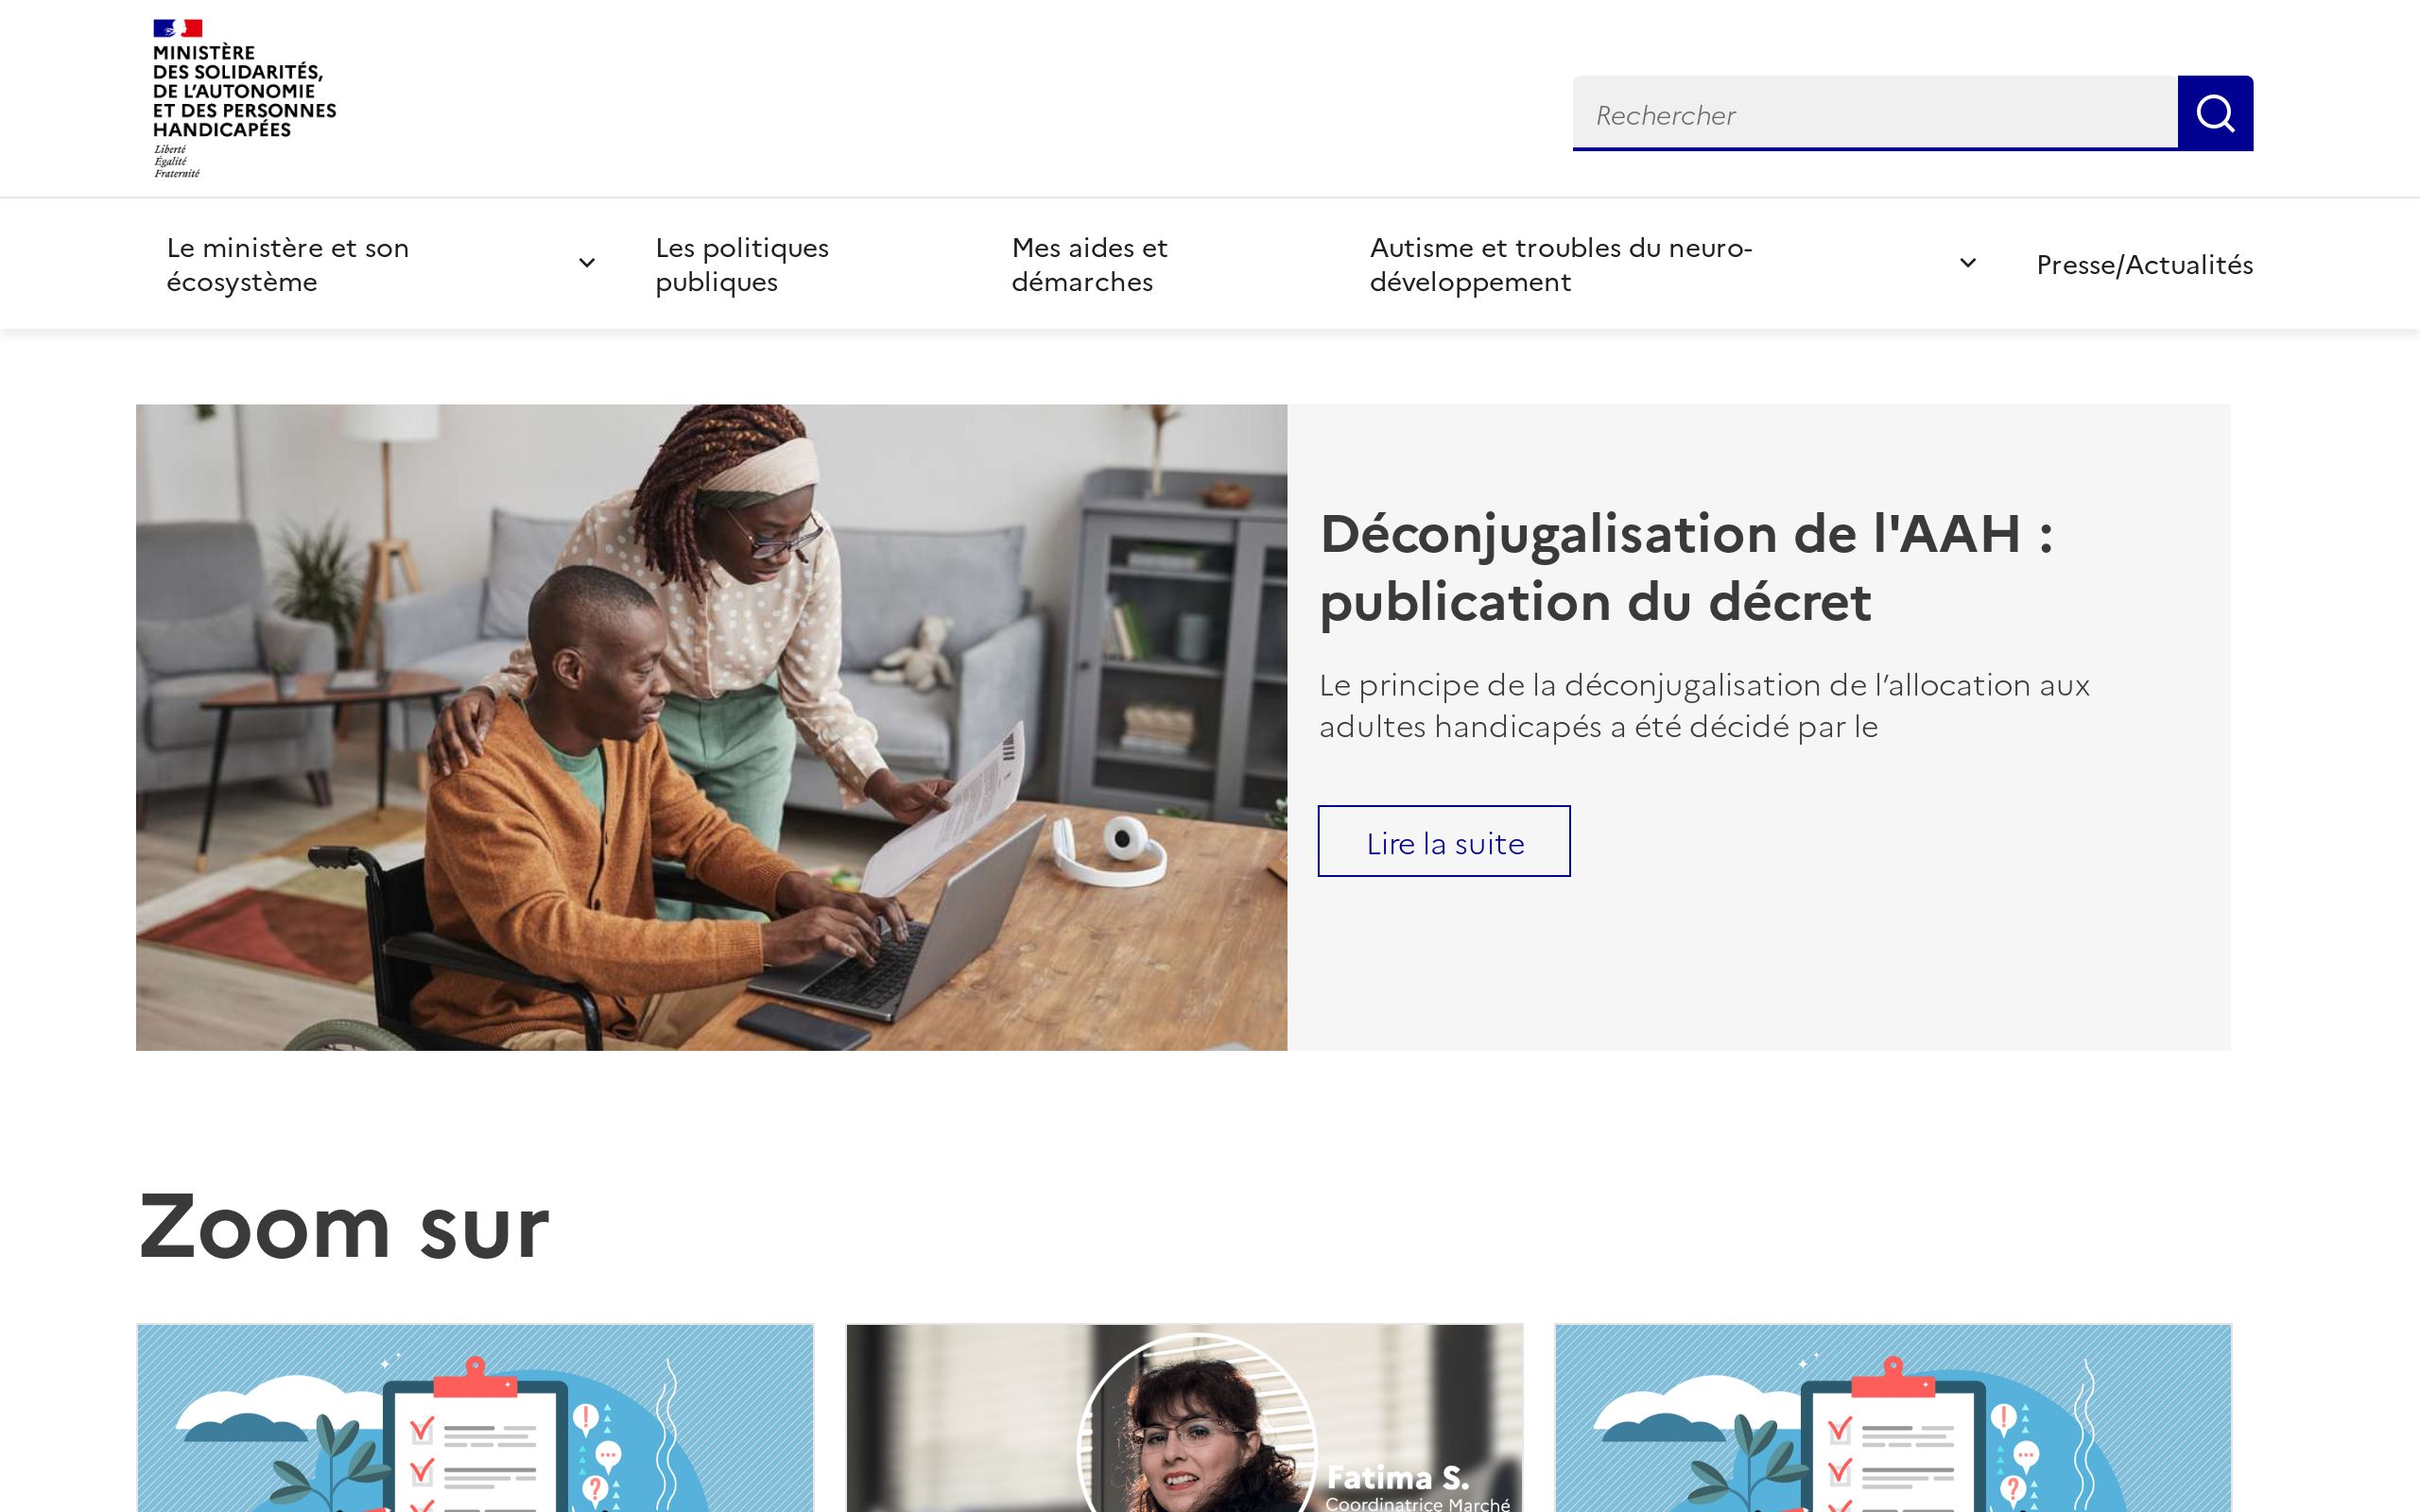 MINISTÈRE
DES SOLIDARITÉS,
DE L'AUTONOMIE
ET DES PERSONNES
HANDICAPÉES
Liberté
Égalité
Fraternité
Rechercher
Le ministère et son
écosystème
Les politiques
publiques
Mes aides et
démarches
Autisme et troubles du neuro-
développement
Presse/Actualités
Déconjugalisation de l'AAH :
publication du décret
Le principe de la déconjugalisation de l’allocation aux
adultes handicapés a été décidé par le
Lire la suite
Zoom sur
Fatima S.
Coordinatrice Marché